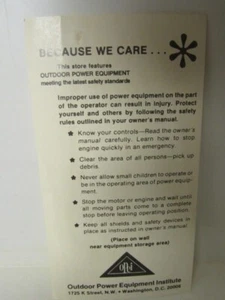 BECAUSE WE CARE . . .
This store features
OUTDOOR POWER EQUIPMENT
meeting the latest safety standards
Improper use of power equipment on the part
of the operator can result in injury. Protect
yourself and others by following the safety
rules outlined in your owner's manual.
★ Know your controls—Read the owner's
manual carefully. Learn how to stop
engine quickly in an emergency.
★ Clear the area of all persons—pick up
debris
★ Never allow small children to operate or
be in the operating area of power equip-
ment.
★ Stop the motor or engine and wait until
all moving parts come to a complete
stop before leaving operating position.
★ Keep all shields and safety devices in
place as instructed in owner's manual!
(Place on wall
near equipment storage area)
Outdoor Power Equipment Institute
1725 K Street, N.W. • Washington, D.C. 20006